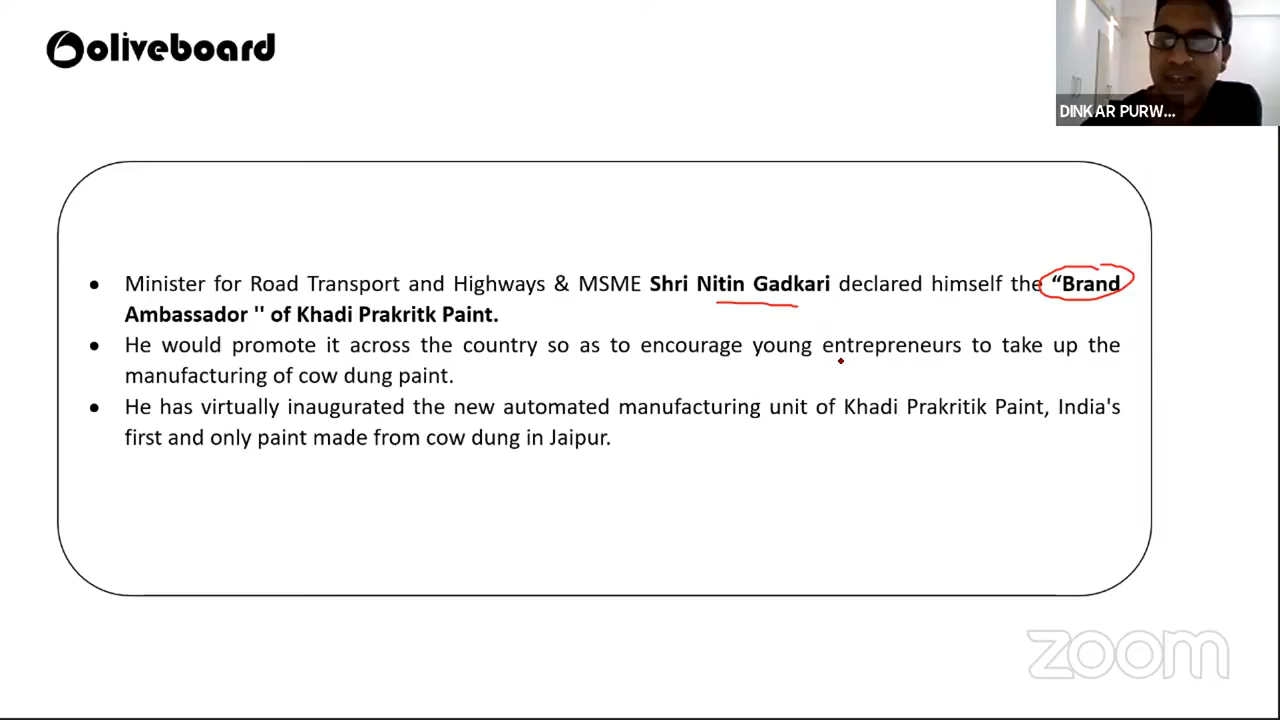 oliveboard
DINKAR PURW...
● Minister for Road Transport and Highways & MSME Shri Nitin Gadkari declared himself the “Brand
Ambassador '' of Khadi Prakritk Paint.
● He would promote it across the country so as to encourage young entrepreneurs to take up the
manufacturing of cow dung paint.
● He has virtually inaugurated the new automated manufacturing unit of Khadi Prakritik Paint, India's
first and only paint made from cow dung in Jaipur.
zoom